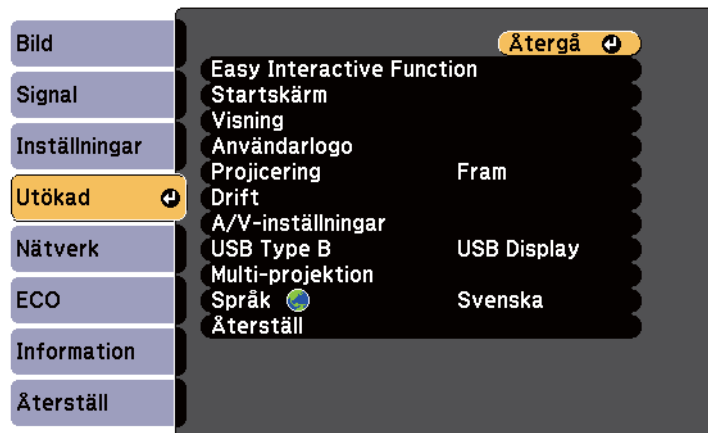 Bild
Signal
Inställningar
Utökad
Nätverk
ECO
Information
Återställ
Återgå
Easy Interactive Function
Startskärm
Visning
Användarlogo
Projicering Fram
Drift
A/V-inställningar
USB Type B USB Display
Multi-projektion
Språk Svenska
Återställ